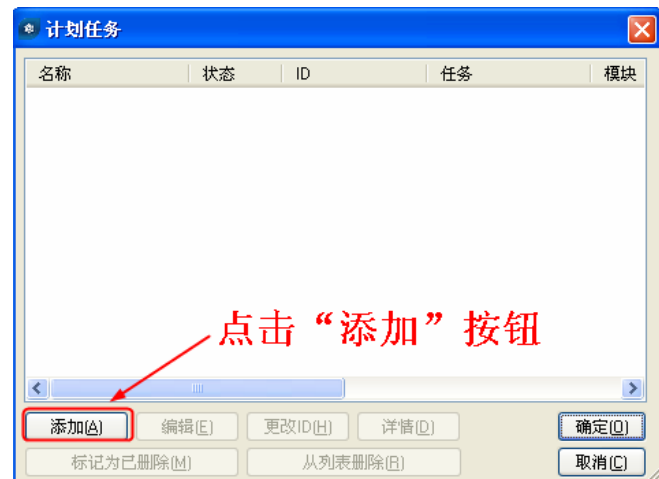 计划任务
名称 状态 ID 任务 模块
点击“添加”按钮
添加(A) 编辑(E) 更改ID(H) 详情(D) 确定(O)
标记为已删除(M) 从列表删除(R) 取消(C)